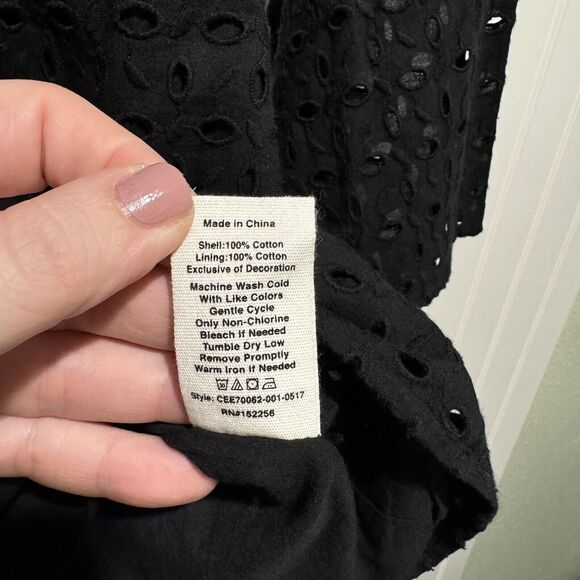 Made in China
Shell:100% Cotton
Lining:100% Cotton
Exclusive of Decoration
Machine Wash Cold
With Like Colors
Gentle Cycle
Only Non-Chlorine
Bleach if Needed
Tumble Dry Low
Remove Promptly
Warm Iron if Needed
Style: CEE70062-001-0517
RN#152256